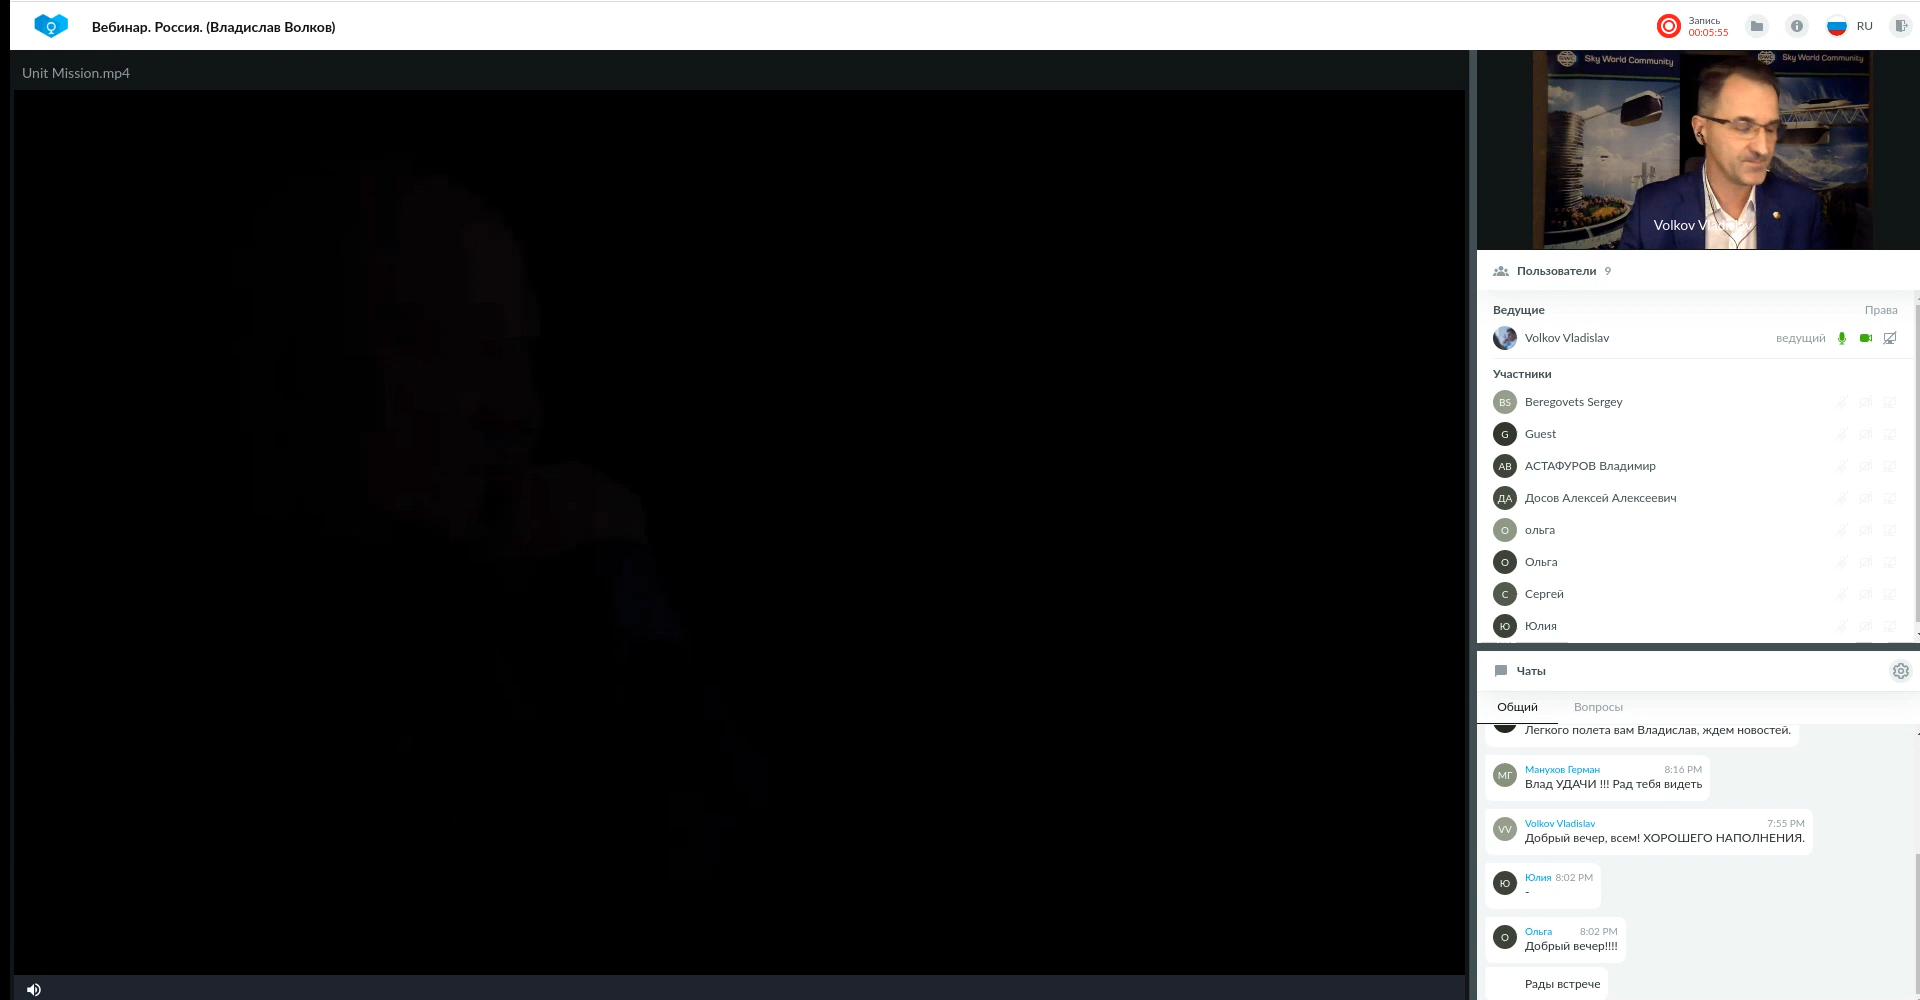 Вебинар. Россия. (Владислав Волков)
Запись
00:05:55
RU
Unit Mission.mp4
Sky World Community
Sky World Community
Volkov Vladislav
Пользователи 9
Ведущие Права
Volkov Vladislav ведущий
Участники
BS Beregovets Sergey
G Guest
АВ АСТАФУРОВ Владимир
ДА Досов Алексей Алексеевич
О ольга
О Ольга
С Сергей
Ю Юлия
Чаты
Общий Вопросы
Легкого полета вам Владислав, ждем новостей.
МГ Манухов Герман 8:16 PM
Влад УДАЧИ !!! Рад тебя видеть
VV Volkov Vladislav 7:55 PM
Добрый вечер, всем! ХОРОШЕГО НАПОЛНЕНИЯ.
Ю Юлия 8:02 PM
-
О Ольга 8:02 PM
Добрый вечер!!!!
Рады встрече